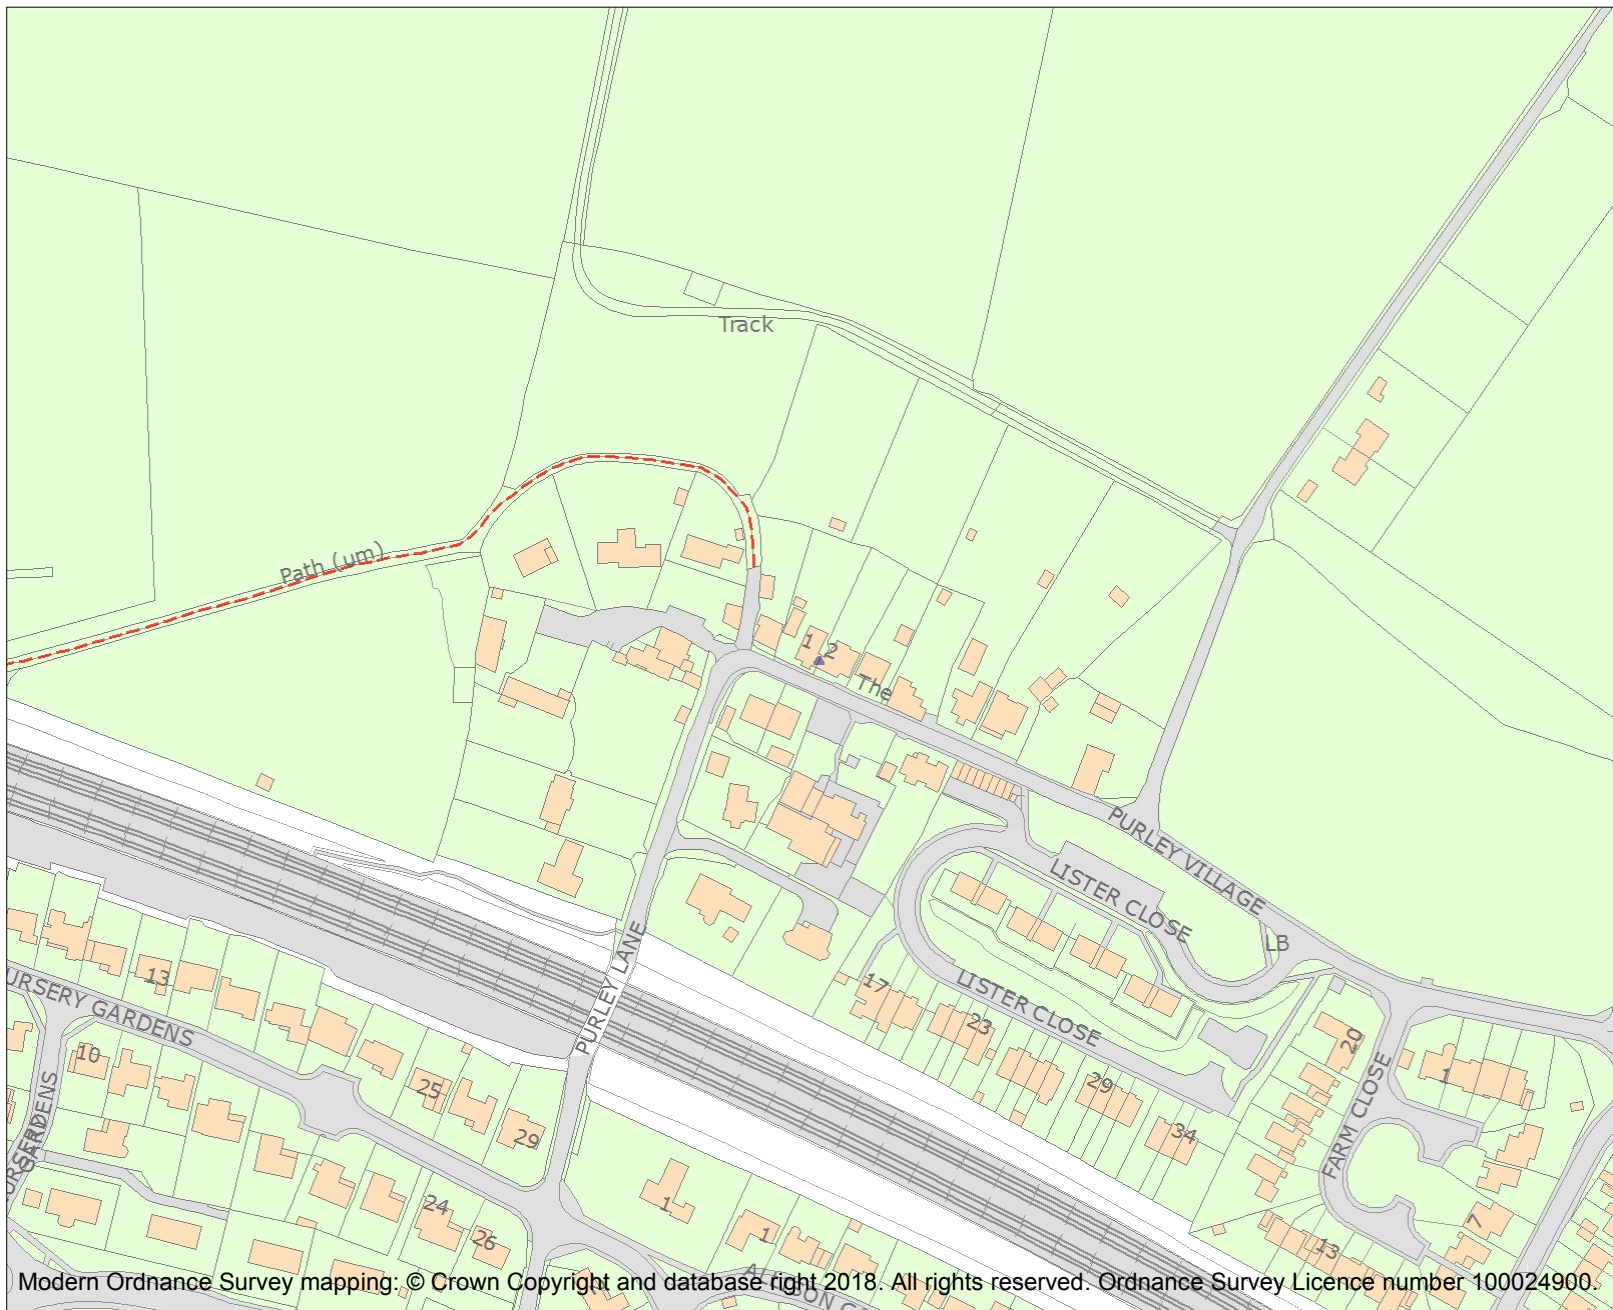 Track
Path (um)
1
2
The
PURLEY VILLAGE
LISTER CLOSE
LB
PURLEY LANE
17
LISTER CLOSE
23
13
URSERY GARDENS
10
20
1
25
29
FARM CLOSE
29
34
GARDENS
24
26
1
1
7
13
Modern Ordnance Survey mapping: © Crown Copyright and database right 2018. All rights reserved. Ordnance Survey Licence number 100024900.